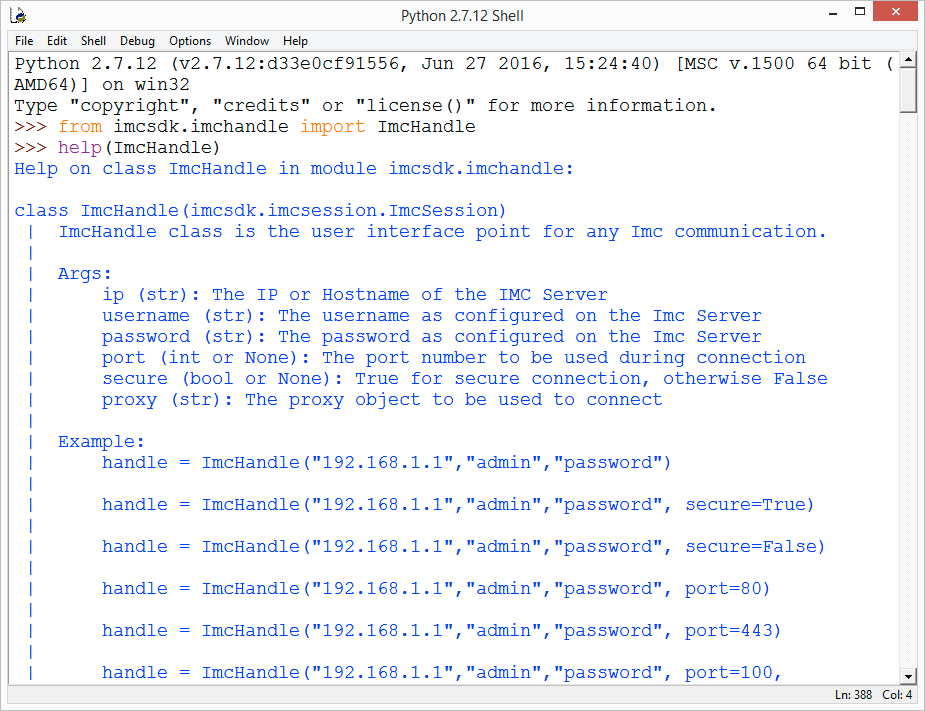 Python 2.7.12 Shell
File Edit Shell Debug Options Window Help
Python 2.7.12 (v2.7.12:d33e0cf91556, Jun 27 2016, 15:24:40) [MSC v.1500 64 bit (
AMD64)] on win32
Type "copyright", "credits" or "license()" for more information.
>>> from imcsdk.imchandle import ImcHandle
>>> help(ImcHandle)
Help on class ImcHandle in module imcsdk.imchandle:

class ImcHandle(imcsdk.imcsession.ImcSession)
 |  ImcHandle class is the user interface point for any Imc communication.
 |
 |  Args:
 |      ip (str): The IP or Hostname of the IMC Server
 |      username (str): The username as configured on the Imc Server
 |      password (str): The password as configured on the Imc Server
 |      port (int or None): The port number to be used during connection
 |      secure (bool or None): True for secure connection, otherwise False
 |      proxy (str): The proxy object to be used to connect
 |
 |  Example:
 |      handle = ImcHandle("192.168.1.1","admin","password")
 |
 |      handle = ImcHandle("192.168.1.1","admin","password", secure=True)
 |
 |      handle = ImcHandle("192.168.1.1","admin","password", secure=False)
 |
 |      handle = ImcHandle("192.168.1.1","admin","password", port=80)
 |
 |      handle = ImcHandle("192.168.1.1","admin","password", port=443)
 |
 |      handle = ImcHandle("192.168.1.1","admin","password", port=100,
Ln: 388 Col: 4